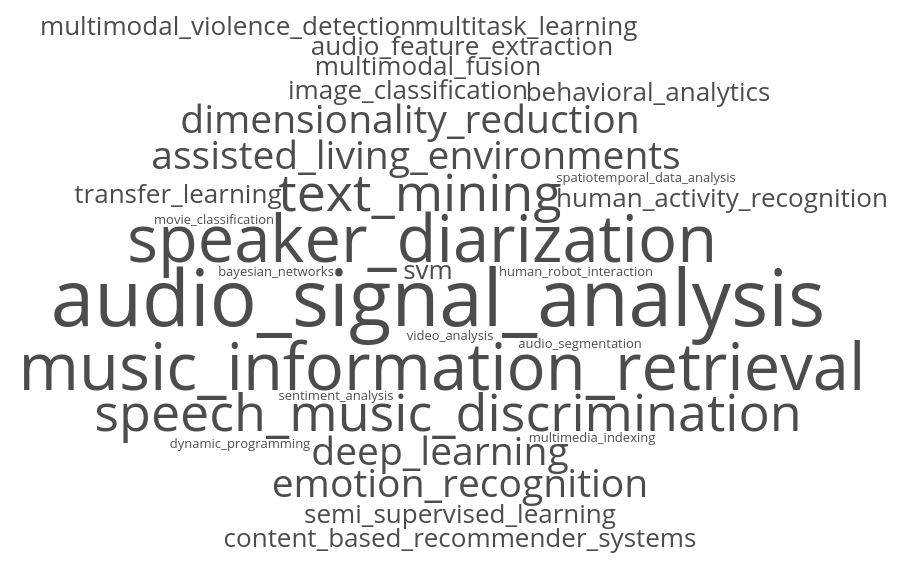 multimodal_violence_detection multitask_learning
audio_feature_extraction
multimodal_fusion
image_classification behavioral_analytics
dimensionality_reduction
assisted_living_environments
spatiotemporal_data_analysis
transfer_learning text_mining human_activity_recognition
movie_classification
speaker_diarization
bayesian_networks svm human_robot_interaction
audio_signal_analysis
video_analysis
audio_segmentation
music_information_retrieval
sentiment_analysis
speech_music_discrimination
dynamic_programming multimedia_indexing
deep_learning
emotion_recognition
semi_supervised_learning
content_based_recommender_systems